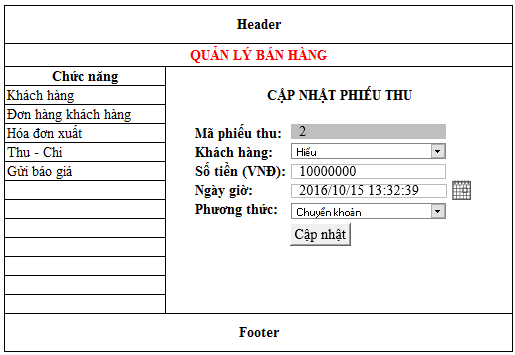 Header
QUẢN LÝ BÁN HÀNG
Chức năng
Khách hàng
Đơn hàng khách hàng
Hóa đơn xuất
Thu - Chi
Gửi báo giá
CẬP NHẬT PHIẾU THU
Mã phiếu thu: 2
Khách hàng: Hiếu
Số tiền (VNĐ): 10000000
Ngày giờ: 2016/10/15 13:32:39
Phương thức: Chuyển khoản
Cập nhật
Footer